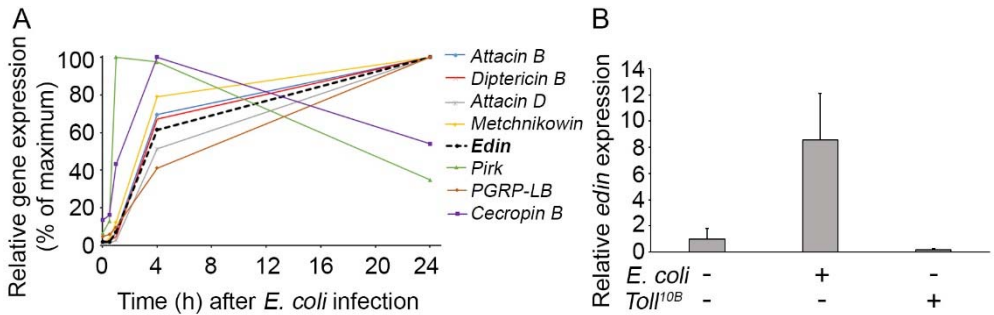 A
Relative gene expression
(% of maximum)
100
80
60
40
20
0
0 4 8 12 16 20 24
Time (h) after E. coli infection
Attacin B
Diptericin B
Attacin D
Metchnikowin
Edin
Pirk
PGRP-LB
Cecropin B
B
Relative edin expression
14
12
10
8
6
4
2
0
E. coli - + -
Toll10B - - +